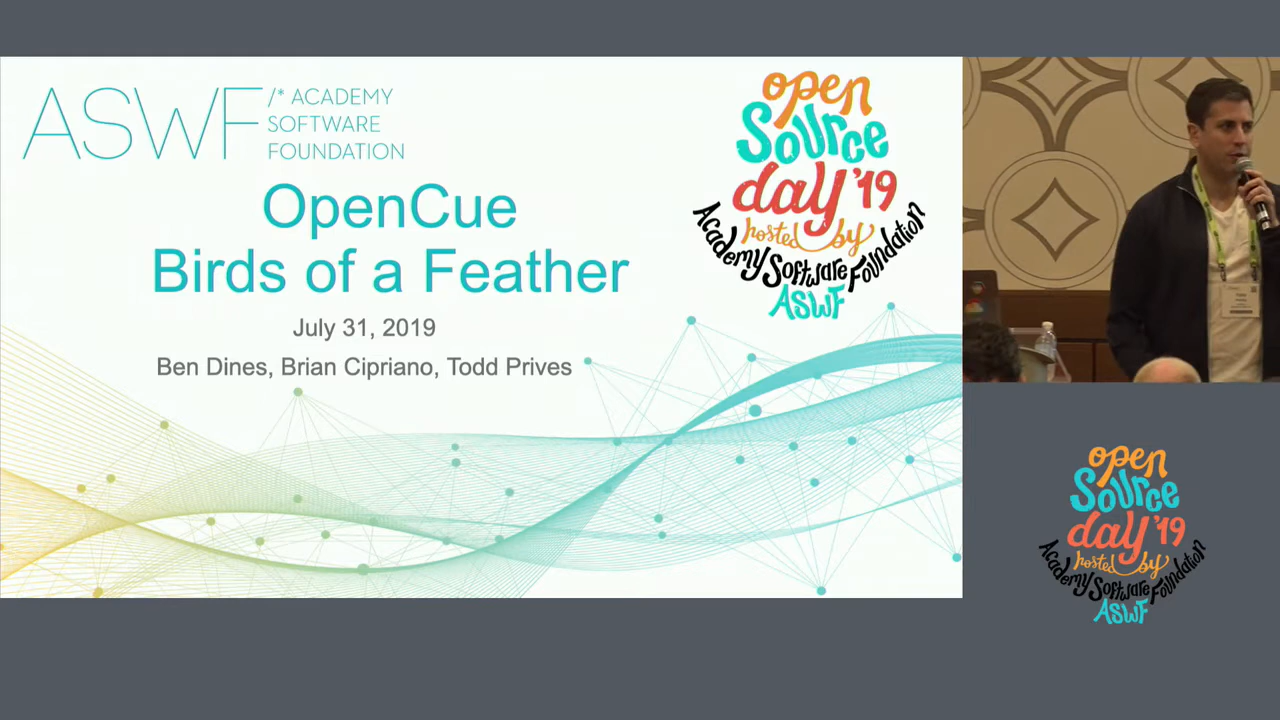 ASWF
/* ACADEMY
SOFTWARE
FOUNDATION
OpenCue
Birds of a Feather
July 31, 2019
Ben Dines, Brian Cipriano, Todd Prives
open
Source
day '19
hosted by
Academy Software Foundation
ASWF
open
Source
day '19
hosted by
Academy Software Foundation
ASWF